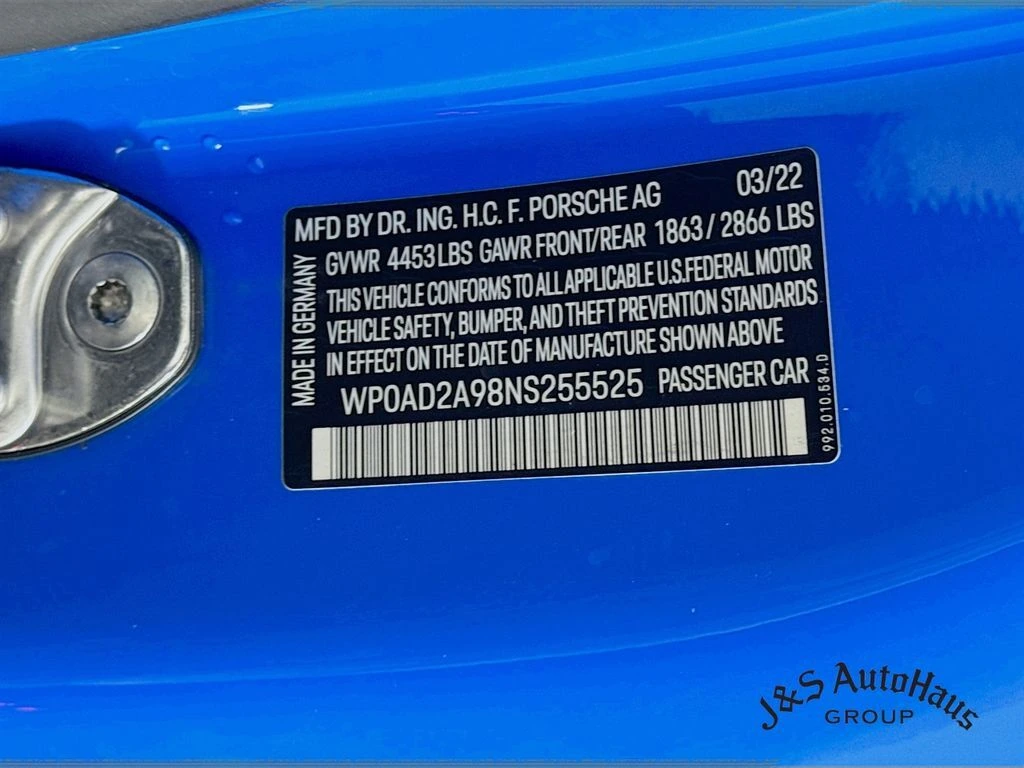 MFD BY DR. ING. H.C. F. PORSCHE AG 03/22
GVWR 4453LBS GAWR FRONT/REAR 1863 / 2866 LBS
THIS VEHICLE CONFORMS TO ALL APPLICABLE U.S.FEDERAL MOTOR
VEHICLE SAFETY, BUMPER, AND THEFT PREVENTION STANDARDS
IN EFFECT ON THE DATE OF MANUFACTURE SHOWN ABOVE
WP0AD2A98NS255525 PASSENGER CAR
MADE IN GERMANY
992.010.534.D
J&S AutoHaus
GROUP